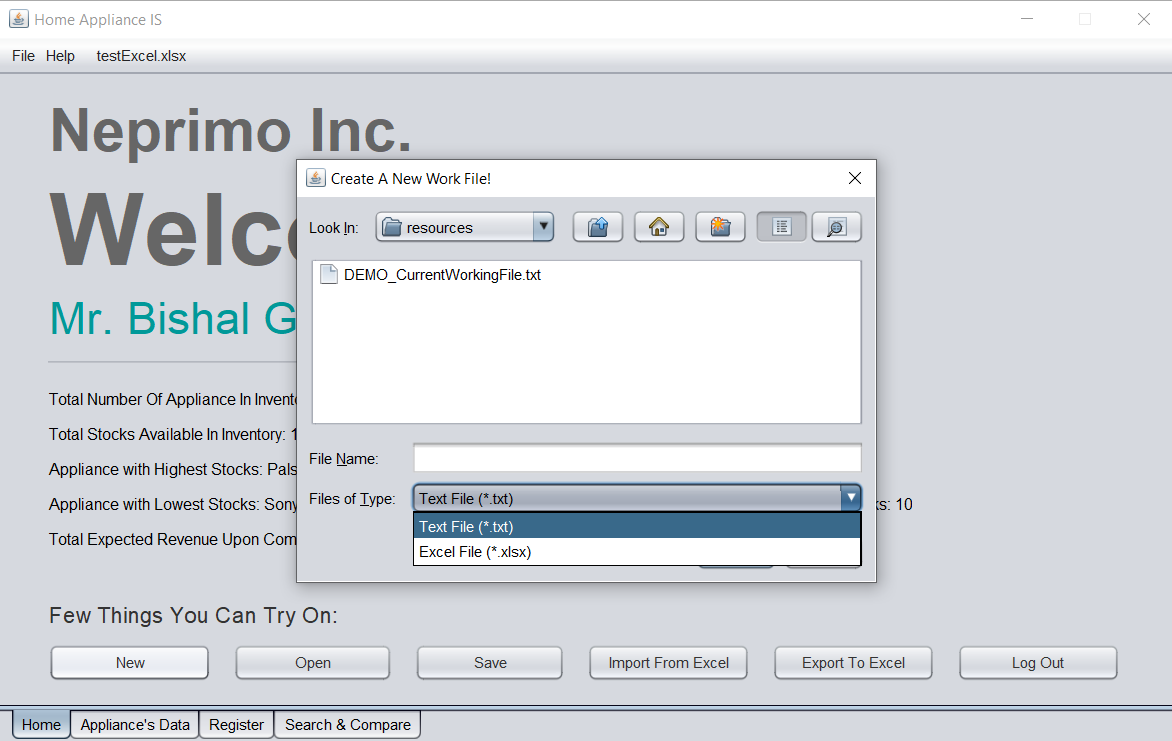 Home Appliance IS
File Help testExcel.xlsx
Neprimo Inc.
Welc
Mr. Bishal G
Create A New Work File!
Look In: resources
DEMO_CurrentWorkingFile.txt
File Name:
Files of Type: Text File (*.txt)
Text File (*.txt)
Excel File (*.xlsx)
Total Number Of Appliance In Invento
Total Stocks Available In Inventory: 1
Appliance with Highest Stocks: Pals
Appliance with Lowest Stocks: Sony ks: 10
Total Expected Revenue Upon Com
Few Things You Can Try On:
New Open Save Import From Excel Export To Excel Log Out
Home Appliance's Data Register Search & Compare